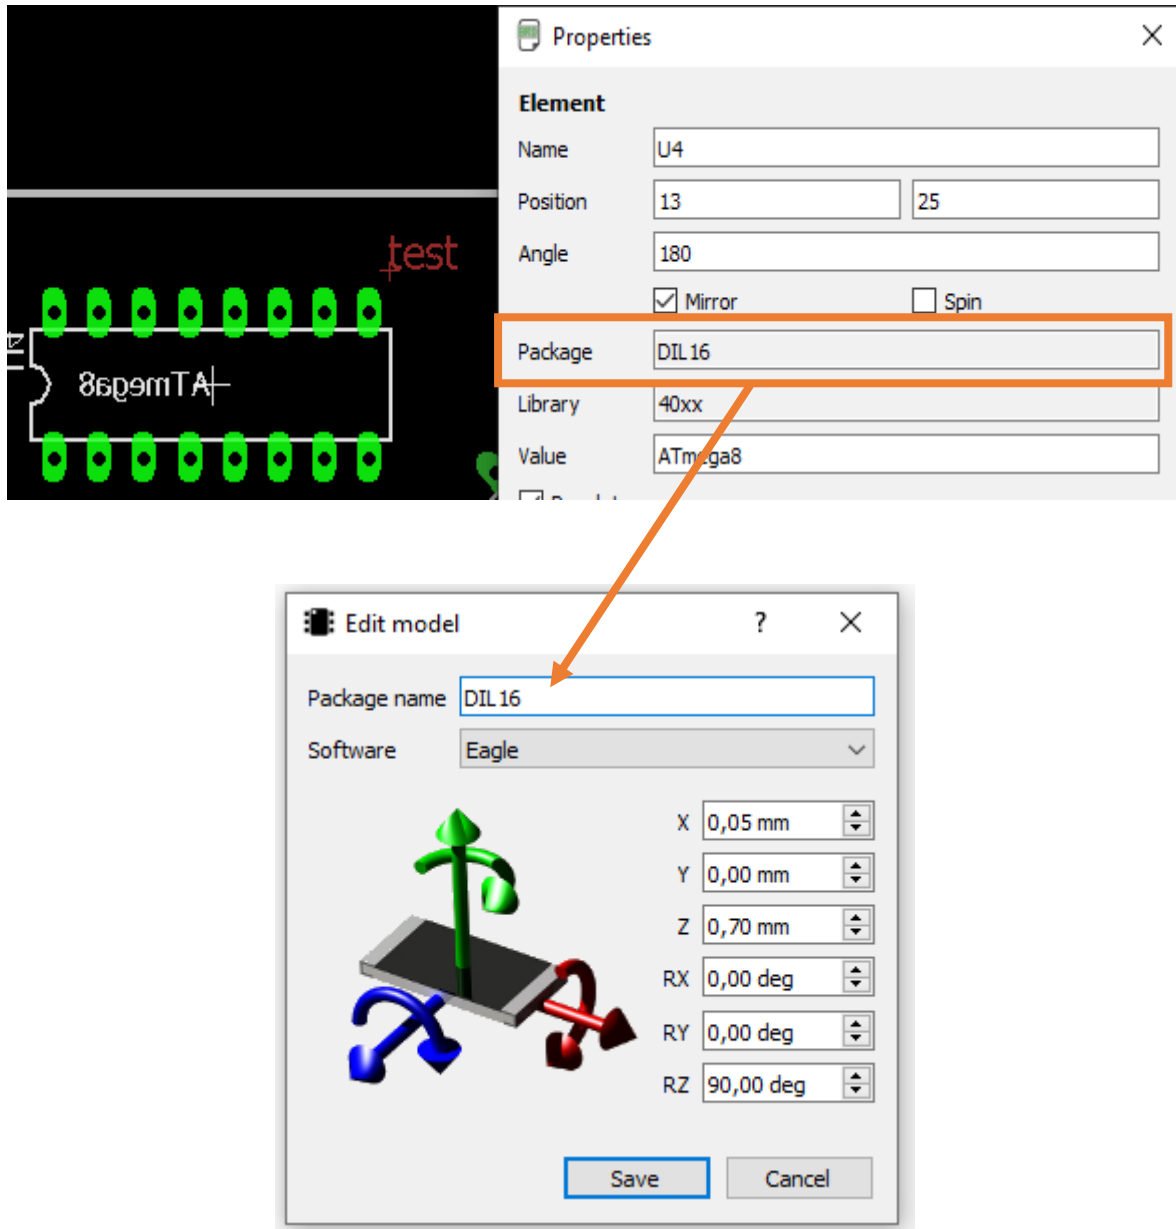 Properties
Element
Name U4
Position 13 25
Angle 180
Mirror Spin
Package DIL16
Library 40xx
Value ATmega8
test
ATmega8
Edit model ?
Package name DIL16
Software Eagle
X 0,05 mm
Y 0,00 mm
Z 0,70 mm
RX 0,00 deg
RY 0,00 deg
RZ 90,00 deg
Save Cancel